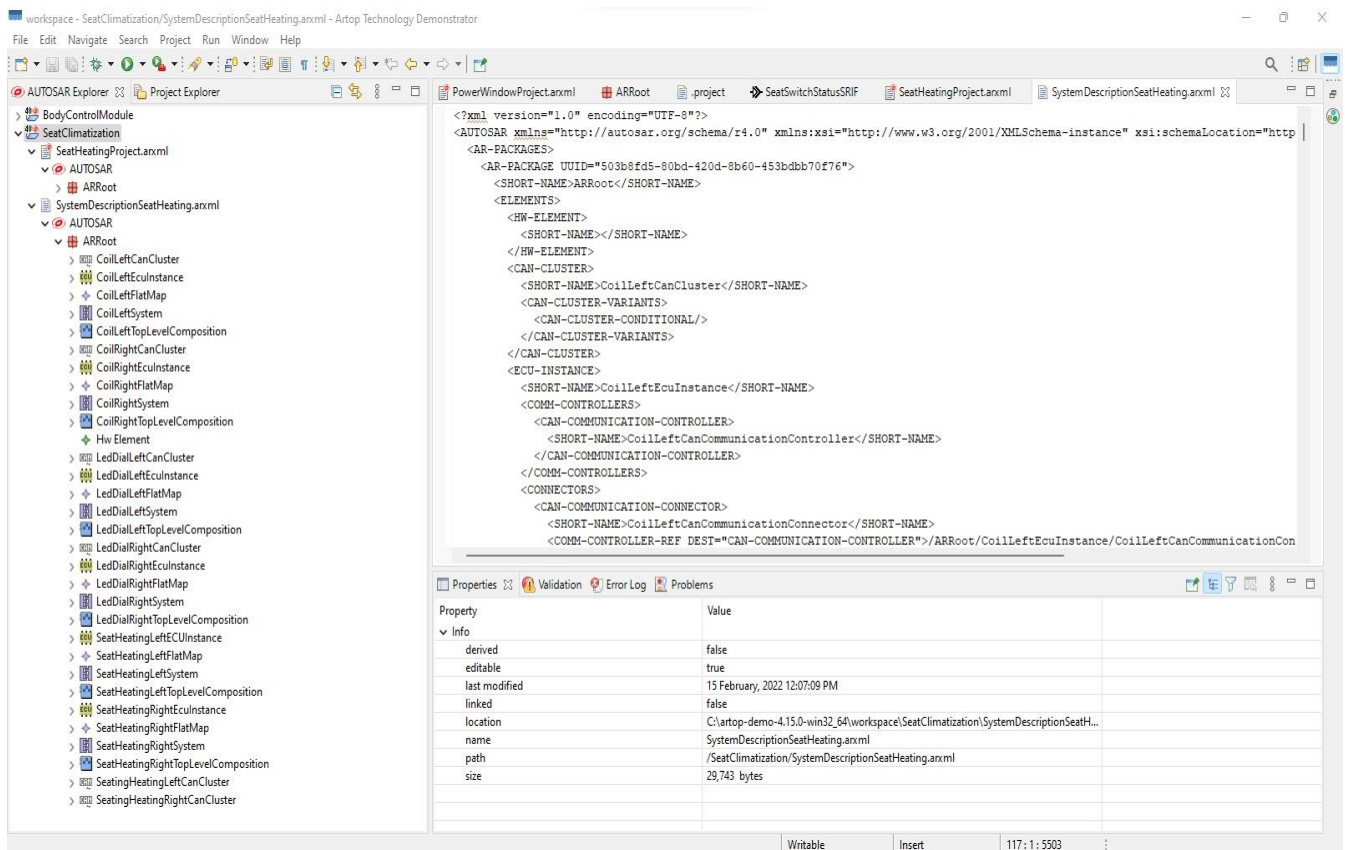 workspace - SeatClimatization/SystemDescriptionSeatHeating.arxml - Artop Technology Demonstrator
File Edit Navigate Search Project Run Window Help
AUTOSAR Explorer Project Explorer
BodyControlModule
SeatClimatization
SeatHeatingProject.arxml
AUTOSAR
ARRoot
SystemDescriptionSeatHeating.arxml
AUTOSAR
ARRoot
CoilLeftCanCluster
CoilLeftEcuInstance
CoilLeftFlatMap
CoilLeftSystem
CoilLeftTopLevelComposition
CoilRightCanCluster
CoilRightEcuInstance
CoilRightFlatMap
CoilRightSystem
CoilRightTopLevelComposition
Hw Element
LedDialLeftCanCluster
LedDialLeftEcuInstance
LedDialLeftFlatMap
LedDialLeftSystem
LedDialLeftTopLevelComposition
LedDialRightCanCluster
LedDialRightEcuInstance
LedDialRightFlatMap
LedDialRightSystem
LedDialRightTopLevelComposition
SeatHeatingLeftECUInstance
SeatHeatingLeftFlatMap
SeatHeatingLeftSystem
SeatHeatingLeftTopLevelComposition
SeatHeatingRightEcuInstance
SeatHeatingRightFlatMap
SeatHeatingRightSystem
SeatHeatingRightTopLevelComposition
SeatingHeatingLeftCanCluster
SeatingHeatingRightCanCluster
PowerWindowProject.arxml ARRoot .project SeatSwitchStatusSRIF SeatHeatingProject.arxml SystemDescriptionSeatHeating.arxml
<?xml version="1.0" encoding="UTF-8"?>
<AUTOSAR xmlns="http://autosar.org/schema/r4.0" xmlns:xsi="http://www.w3.org/2001/XMLSchema-instance" xsi:schemaLocation="http
<AR-PACKAGES>
<AR-PACKAGE UUID="503b8fd5-80bd-420d-8b60-453bdbb70f76">
<SHORT-NAME>ARRoot</SHORT-NAME>
<ELEMENTS>
<HW-ELEMENT>
<SHORT-NAME></SHORT-NAME>
</HW-ELEMENT>
<CAN-CLUSTER>
<SHORT-NAME>CoilLeftCanCluster</SHORT-NAME>
<CAN-CLUSTER-VARIANTS>
<CAN-CLUSTER-CONDITIONAL/>
</CAN-CLUSTER-VARIANTS>
</CAN-CLUSTER>
<ECU-INSTANCE>
<SHORT-NAME>CoilLeftEcuInstance</SHORT-NAME>
<COMM-CONTROLLERS>
<CAN-COMMUNICATION-CONTROLLER>
<SHORT-NAME>CoilLeftCanCommunicationController</SHORT-NAME>
</CAN-COMMUNICATION-CONTROLLER>
</COMM-CONTROLLERS>
<CONNECTORS>
<CAN-COMMUNICATION-CONNECTOR>
<SHORT-NAME>CoilLeftCanCommunicationConnector</SHORT-NAME>
<COMM-CONTROLLER-REF DEST="CAN-COMMUNICATION-CONTROLLER">/ARRoot/CoilLeftEcuInstance/CoilLeftCanCommunicationCon
Properties Validation Error Log Problems
Property Value
Info
derived false
editable true
last modified 15 February, 2022 12:07:09 PM
linked false
location C:\artop-demo-4.15.0-win32_64\workspace\SeatClimatization\SystemDescriptionSeatH...
name SystemDescriptionSeatHeating.arxml
path /SeatClimatization/SystemDescriptionSeatHeating.arxml
size 29,743 bytes
Writable Insert 117 : 1 : 5503